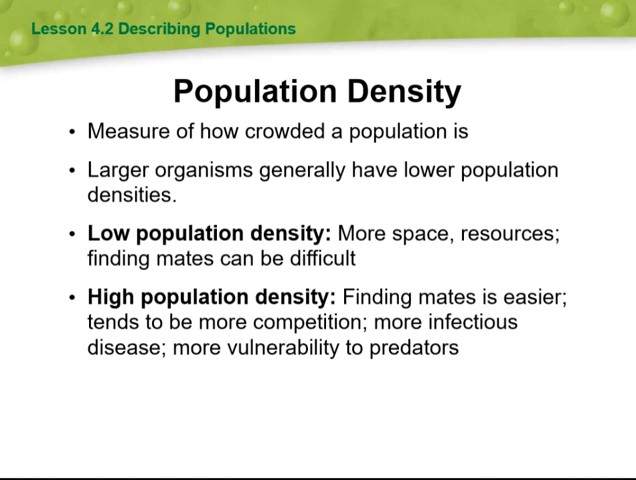 Lesson 4.2 Describing Populations
Population Density
• Measure of how crowded a population is
• Larger organisms generally have lower population
densities.
• Low population density: More space, resources;
finding mates can be difficult
• High population density: Finding mates is easier;
tends to be more competition; more infectious
disease; more vulnerability to predators